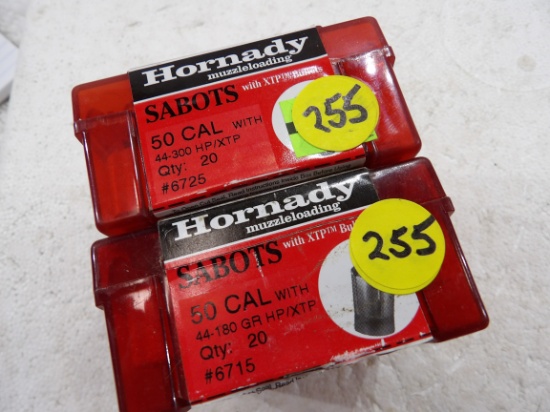 Hornady
muzzleloading
SABOTS with XTP™ Bullets
50 CAL WITH
44-300 HP/XTP
Qty: 20
#6725
255
Hornady
muzzleloading
SABOTS with XTP™ Bul
50 CAL WITH
44-180 GR HP/XTP
Qty: 20
#6715
255